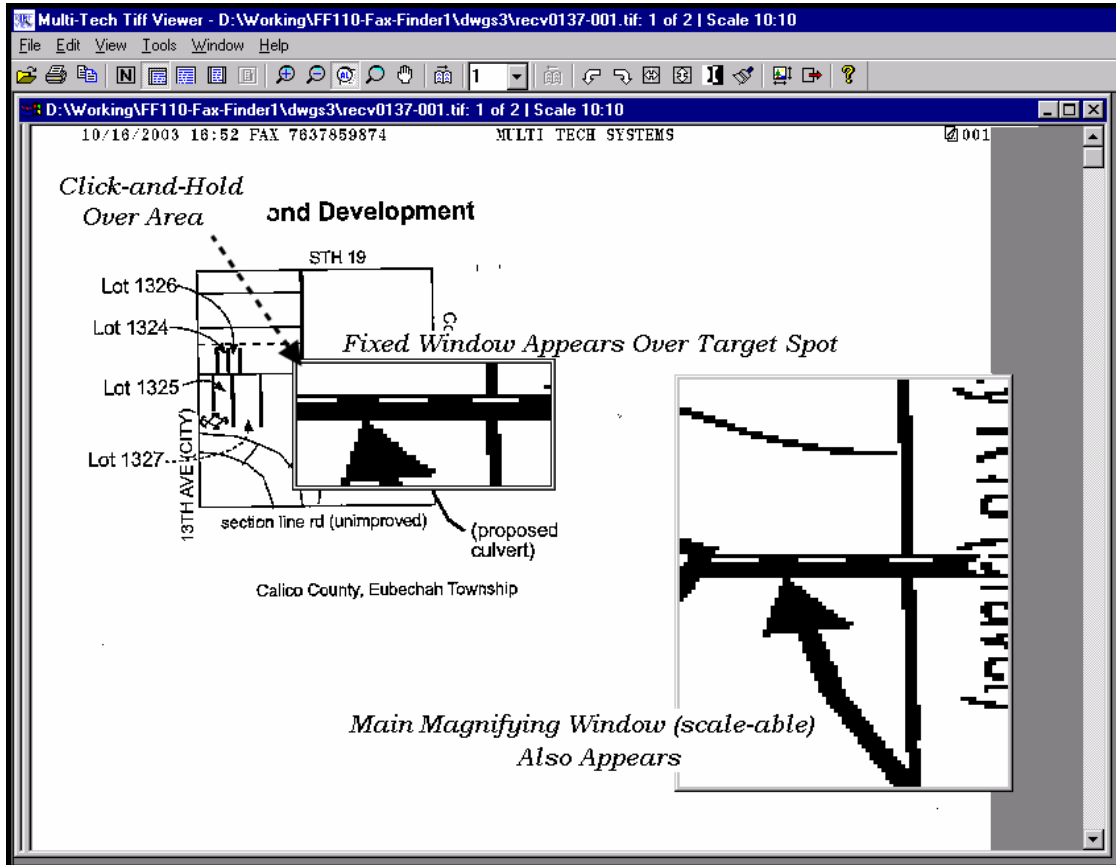 Multi-Tech Tiff Viewer - D:\Working\FF110-Fax-Finder1\dwgs3\recv0137-001.tif: 1 of 2 | Scale 10:10
File Edit View Tools Window Help
N 1 ?
D:\Working\FF110-Fax-Finder1\dwgs3\recv0137-001.tif: 1 of 2 | Scale 10:10
10/16/2003 16:52 FAX 7637859874 MULTI TECH SYSTEMS 001
Click-and-Hold
Over Area
and Development
STH 19
Lot 1326
Lot 1324
Fixed Window Appears Over Target Spot
Lot 1325
13TH AVE (CITY)
Lot 1327
section line rd (unimproved)
(proposed
culvert)
Calico County, Eubechah Township
Main Magnifying Window (scale-able)
Also Appears